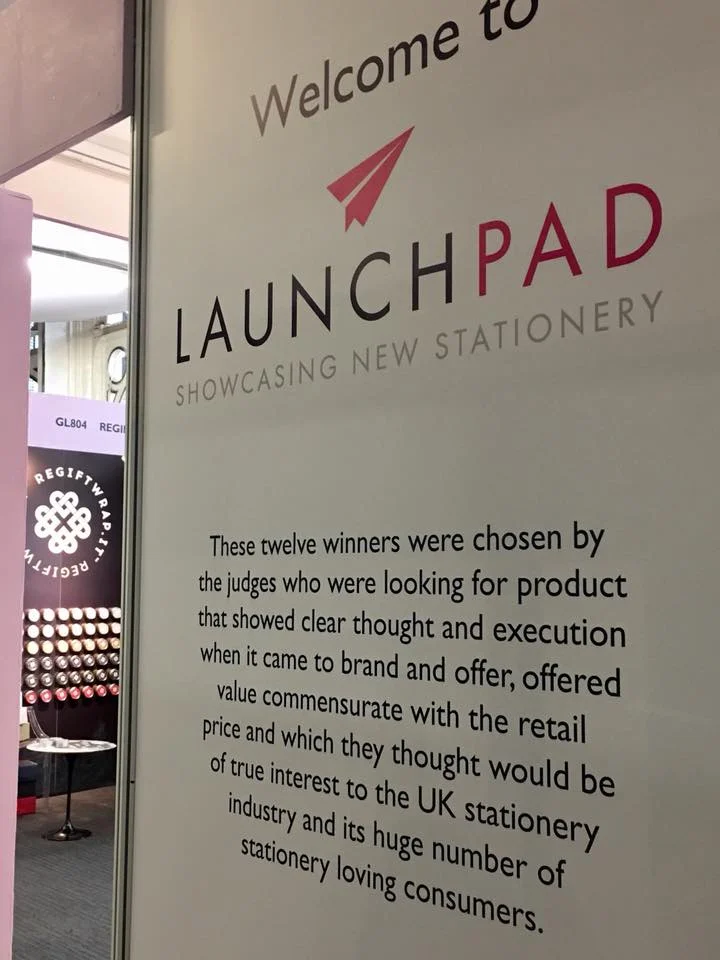 Welcome to
LAUNCHPAD
SHOWCASING NEW STATIONERY
These twelve winners were chosen by
the judges who were looking for product
that showed clear thought and execution
when it came to brand and offer, offered
value commensurate with the retail
price and which they thought would be
of true interest to the UK stationery
industry and its huge number of
stationery loving consumers.
GL804 REGI
REGIFTWRAP.IT - REGIFTW